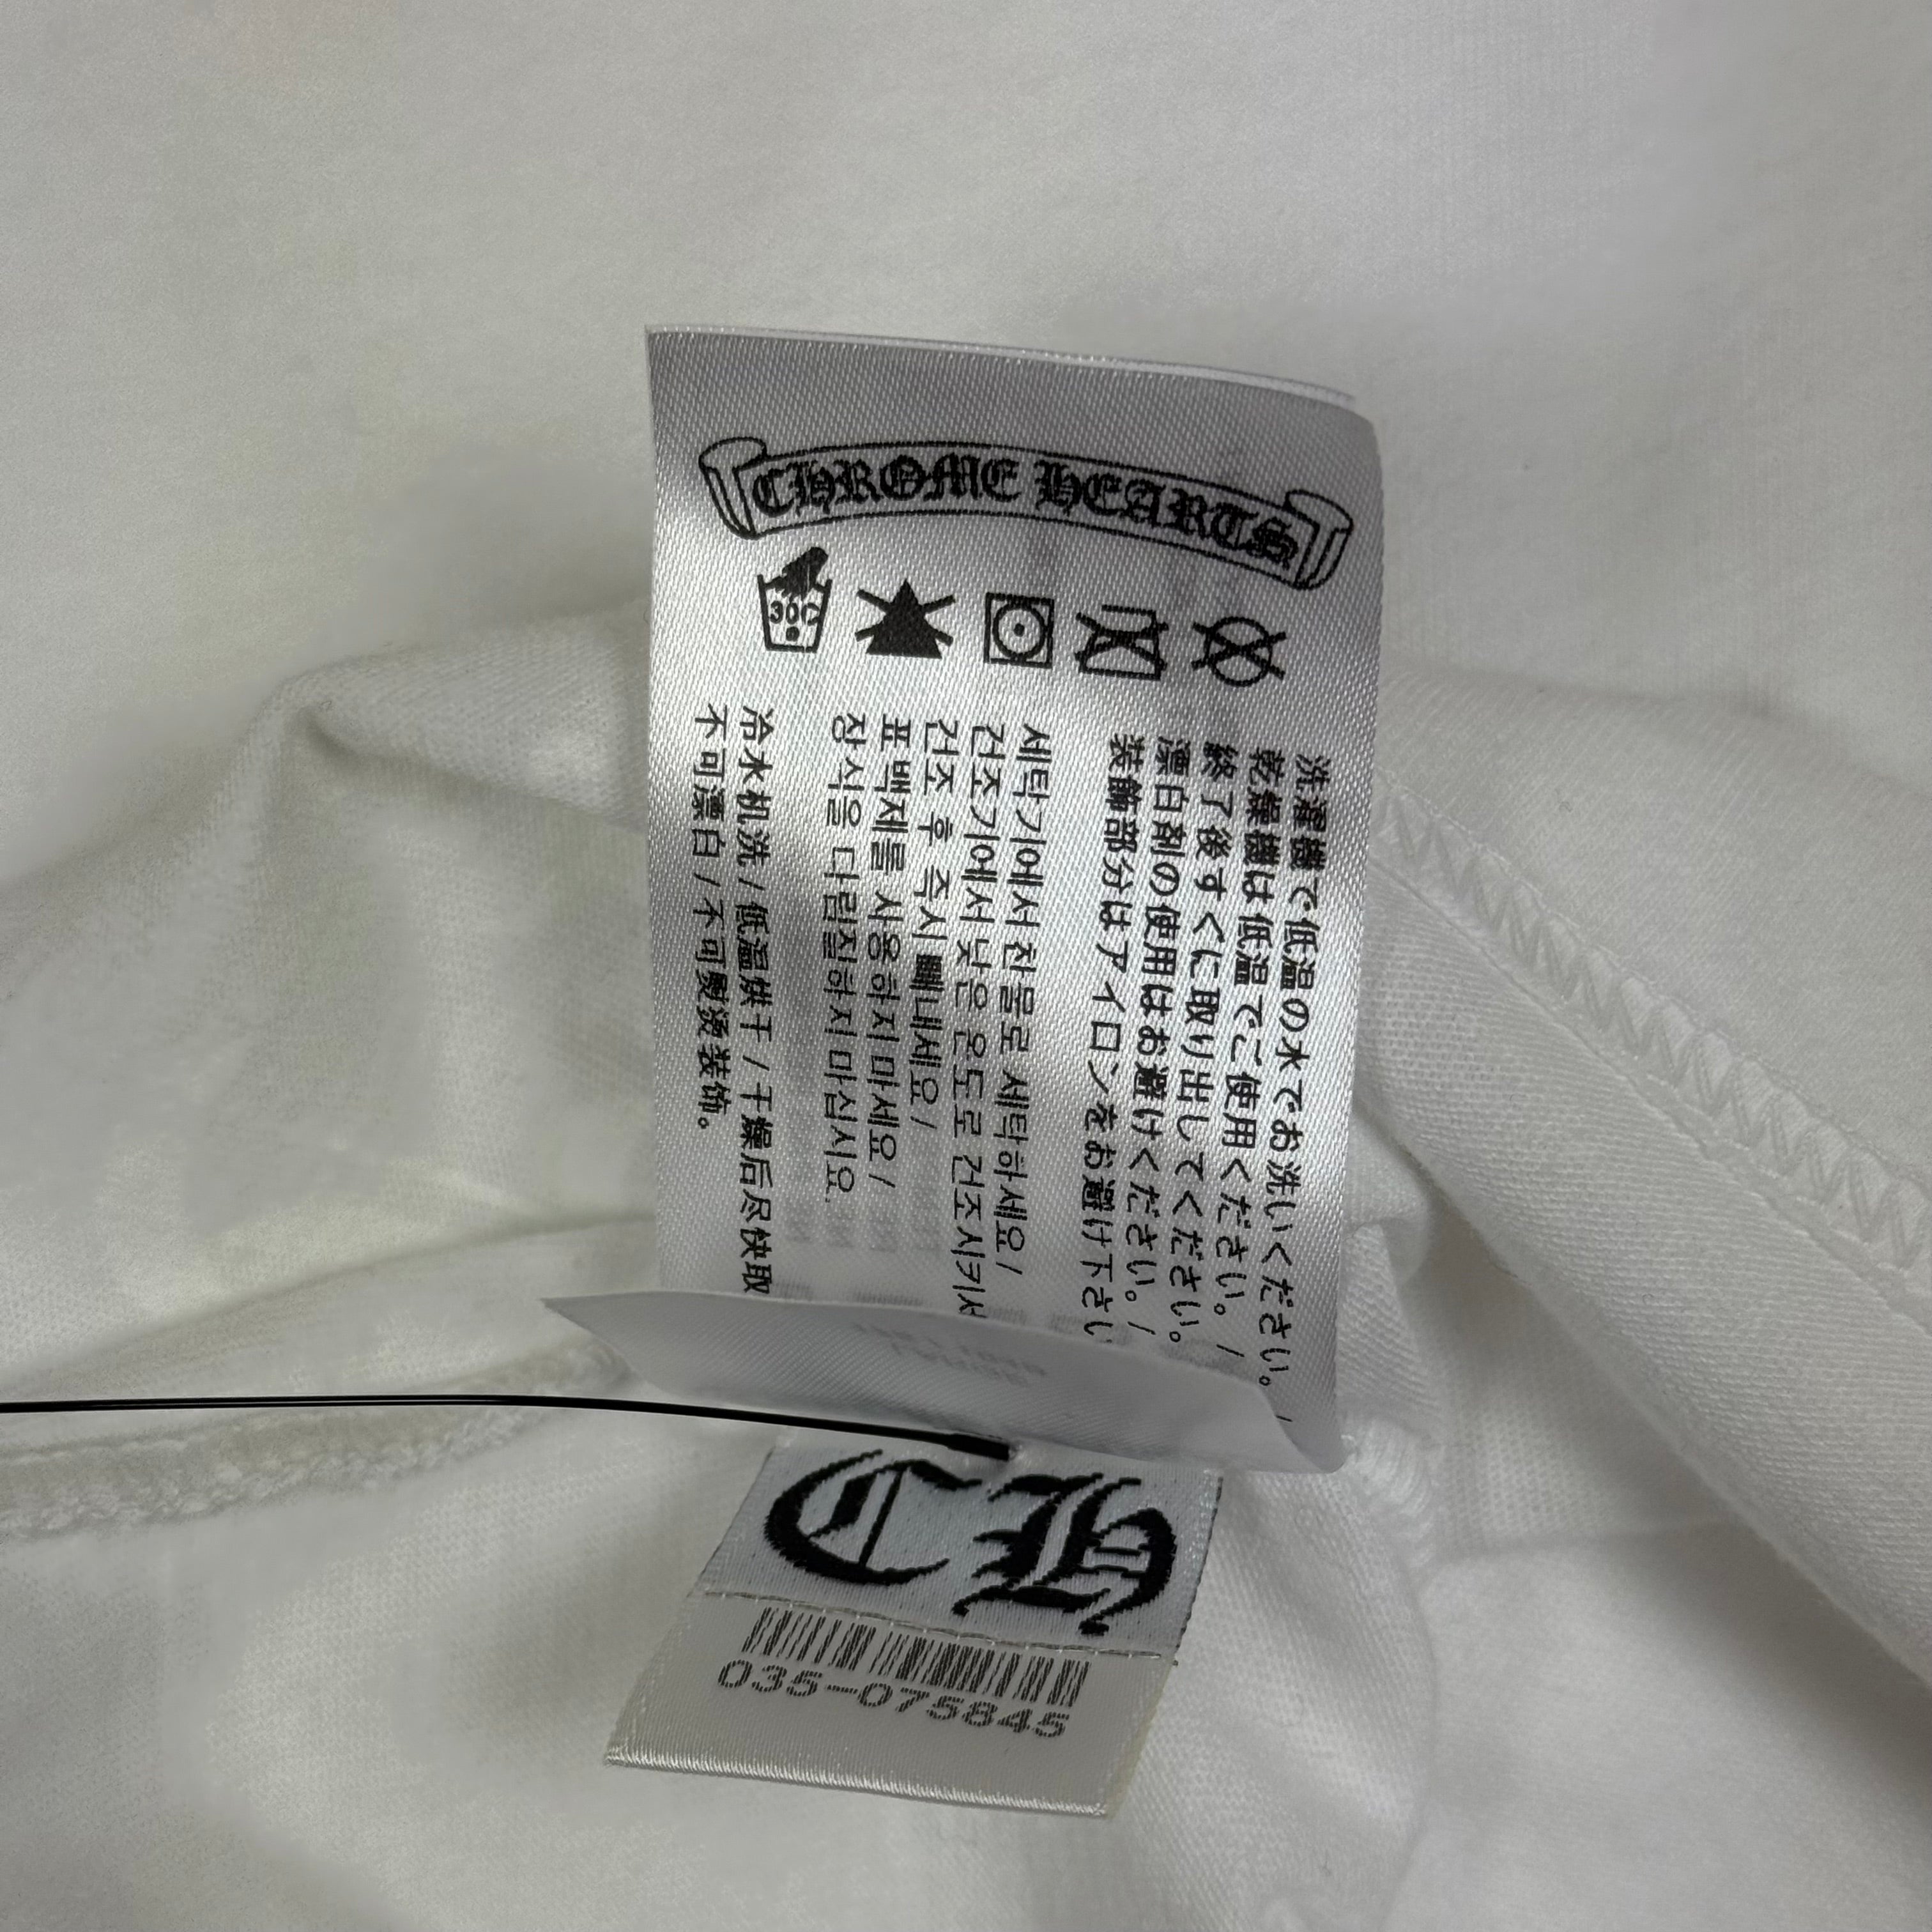 CHROME HEARTS
30C
洗濯機で低温の水でお洗いください。/
乾燥機は低温でご使用ください。/
終了後すぐに取り出してください。
漂白剤の使用はお避けください。/
装飾部分はアイロンをお避け下さい
세탁기에서 찬물로 세탁하세요 /
건조기에서 낮은 온도로 건조시키서
건조 후 즉시 빼내세요 /
표백제를 사용하지 마세요 /
장식을 다림질하지 마십시요.
冷水机洗 / 低温烘干 / 干燥后尽快取
不可漂白 / 不可熨烫装饰。
CH
035-075845